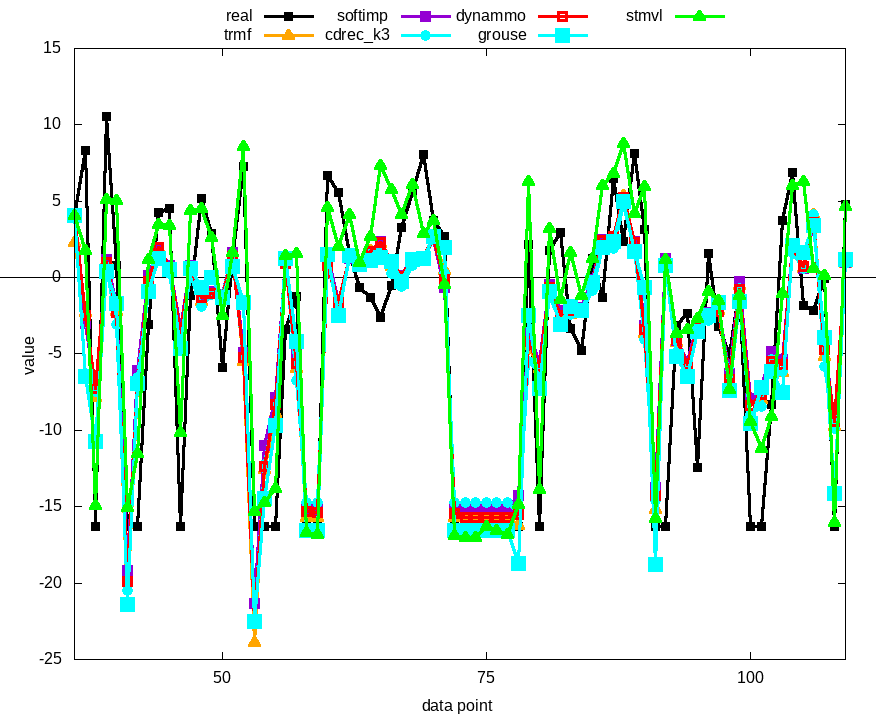 real softimp dynammo stmvl
trmf cdrec_k3 grouse
15
10
5
0
-5
-10
-15
-20
-25
value
50 75 100
data point